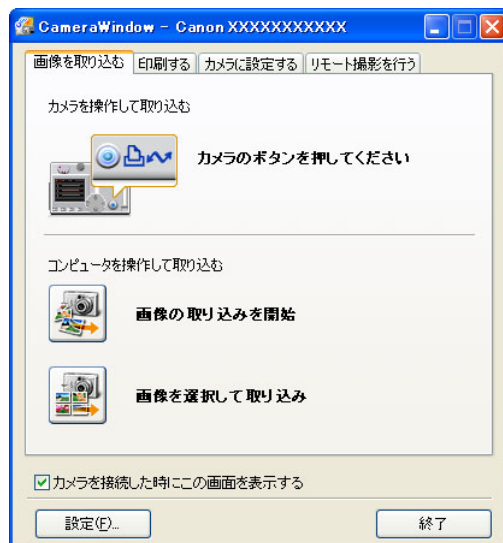 CameraWindow - Canon XXXXXXXXXXX
画像を取り込む 印刷する カメラに設定する リモート撮影を行う
カメラを操作して取り込む
カメラのボタンを押してください
コンピュータを操作して取り込む
画像の取り込みを開始
画像を選択して取り込み
カメラを接続した時にこの画面を表示する
設定(F)... 終了